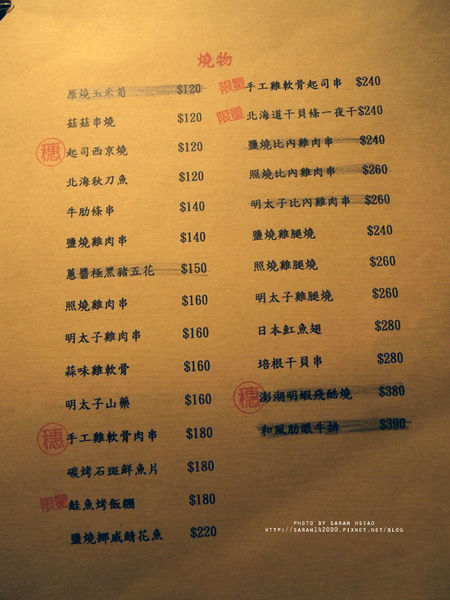 燒物
原燒玉米筍 $120
菇菇串燒 $120
穗 起司西京燒 $120
北海秋刀魚 $120
牛肋條串 $140
鹽燒雞肉串 $140
蔥醬極黑豬五花 $150
照燒雞肉串 $160
明太子雞肉串 $160
蒜味雞軟骨 $160
明太子山藥 $160
穗 手工雞軟骨肉串 $180
碳烤石斑鮮魚片 $180
限量 鮭魚烤飯糰 $180
鹽燒挪威鯖花魚 $220
限量 手工雞軟骨起司串 $240
限量 北海道干貝條一夜干 $240
鹽燒比內雞肉串 $240
照燒比內雞肉串 $260
明太子比內雞肉串 $260
鹽燒雞腿燒 $240
照燒雞腿燒 $260
明太子雞腿燒 $260
日本魟魚翅 $280
培根干貝串 $280
穗 澎湖明蝦殘酷燒 $380
和風肋眼牛排 $390
PHOTO BY SARAH HSIAO
HTTP://SARAH142000.PIXNET.NET/BLOG